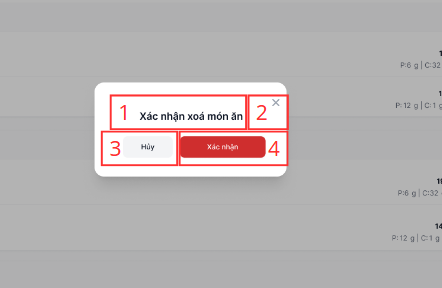 P:6 g | C:32
P:12 g | C:1 g
1 Xác nhận xoá món ăn 2 ×
3 Hủy Xác nhận 4
P:6 g | C:32
14
P:12 g | C:1 g